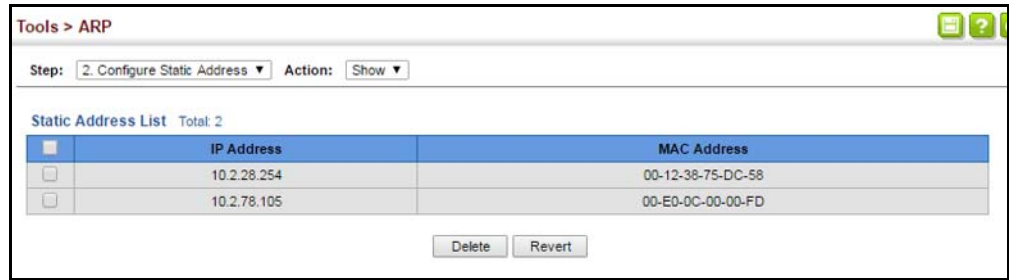 Tools > ARP
?
Step: 2. Configure Static Address ▼ Action: Show ▼
Static Address List Total: 2
IP Address MAC Address
10.2.28.254 00-12-38-75-DC-58
10.2.78.105 00-E0-0C-00-00-FD
Delete Revert